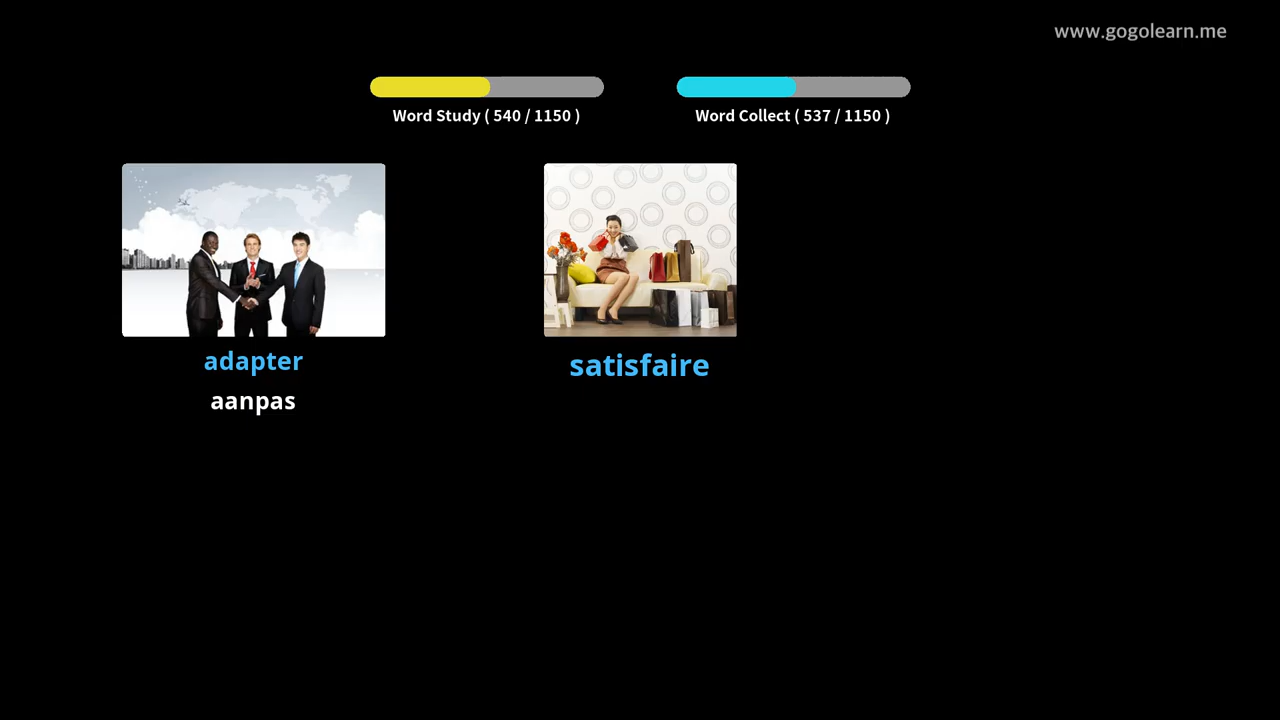 www.gogolearn.me
Word Study ( 540 / 1150 )
Word Collect ( 537 / 1150 )
adapter
aanpas
satisfaire